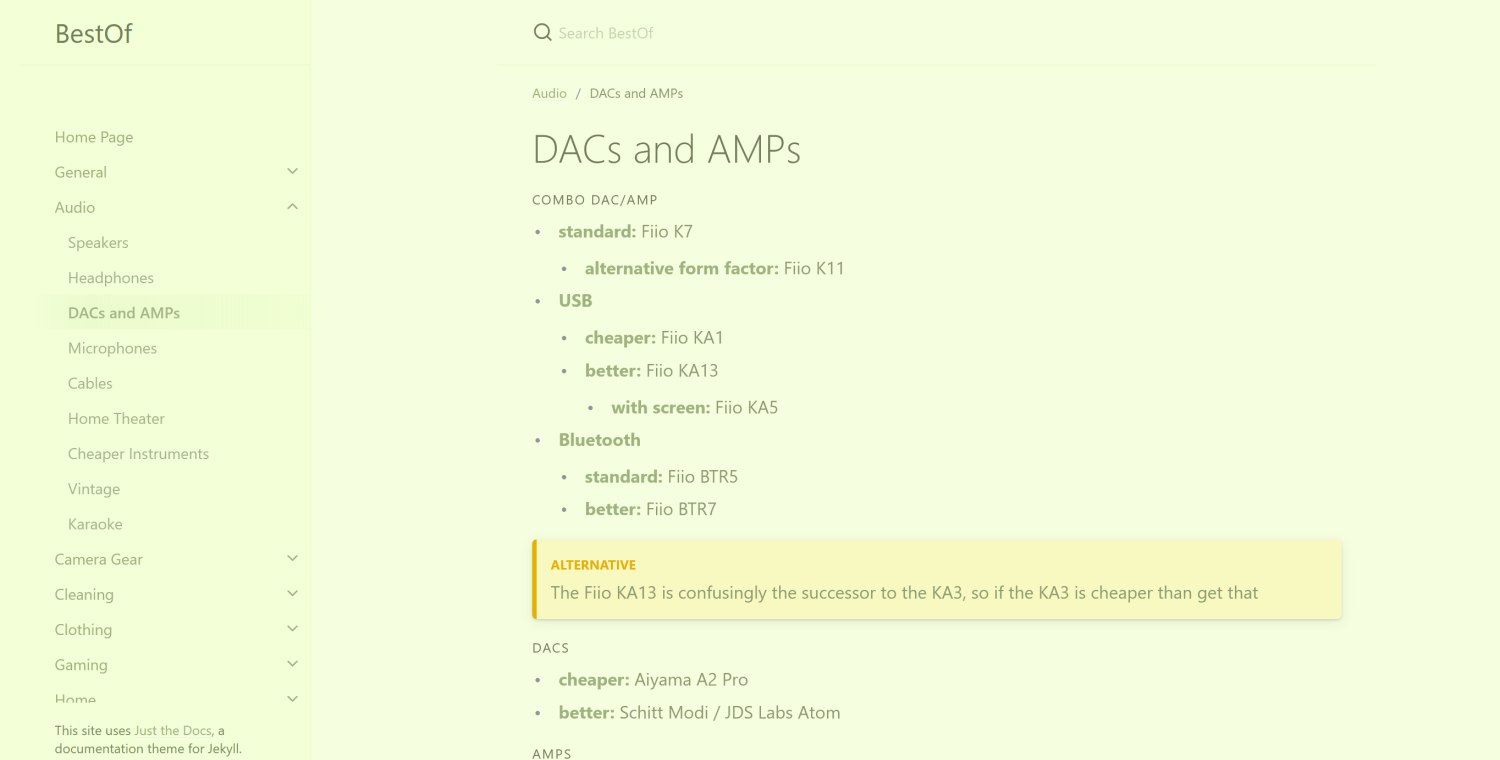 BestOf
Search BestOf
Home Page
General
Audio
Speakers
Headphones
DACs and AMPs
Microphones
Cables
Home Theater
Cheaper Instruments
Vintage
Karaoke
Camera Gear
Cleaning
Clothing
Gaming
Home
This site uses Just the Docs, a
documentation theme for Jekyll.
Audio / DACs and AMPs
DACs and AMPs
COMBO DAC/AMP
• standard: Fiio K7
• alternative form factor: Fiio K11
• USB
• cheaper: Fiio KA1
• better: Fiio KA13
• with screen: Fiio KA5
• Bluetooth
• standard: Fiio BTR5
• better: Fiio BTR7
ALTERNATIVE
The Fiio KA13 is confusingly the successor to the KA3, so if the KA3 is cheaper than get that
DACS
• cheaper: Aiyama A2 Pro
• better: Schitt Modi / JDS Labs Atom
AMPS